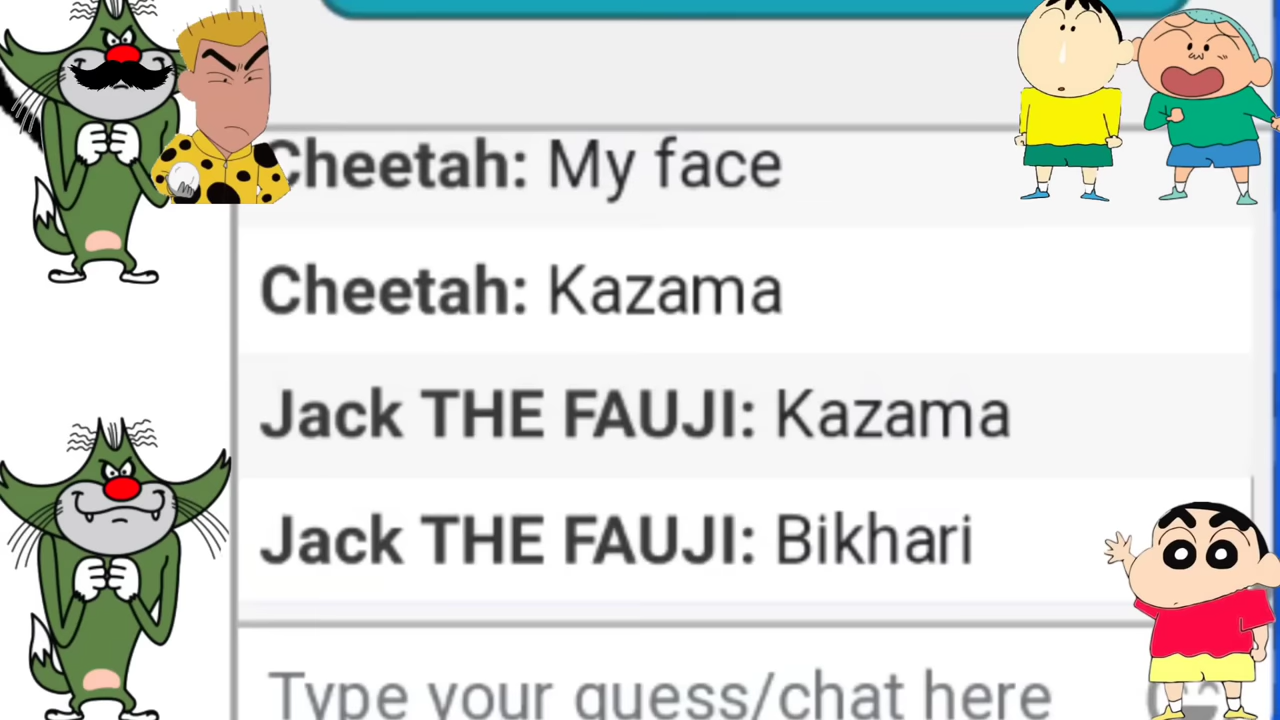 Cheetah: My face
Cheetah: Kazama
Jack THE FAUJI: Kazama
Jack THE FAUJI: Bikhari
Type your guess/chat here